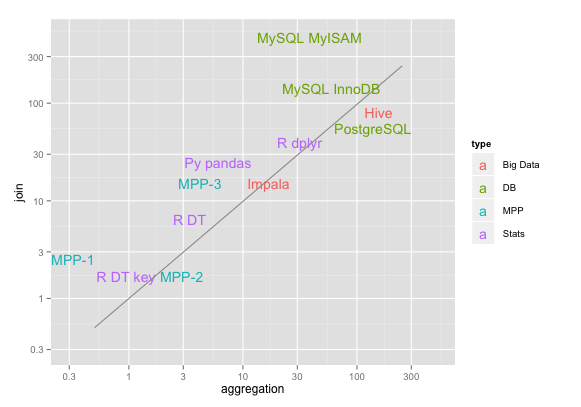 MySQL MyISAM
300
MySQL InnoDB
100
Hive
PostgreSQL
R dplyr
type
30
Py pandas
a Big Data
MPP-3
Impala
a DB
join
10
R DT
a MPP
a Stats
3
MPP-1
R DT key
MPP-2
1
0.3
0.3 1 3 10 30 100 300
aggregation